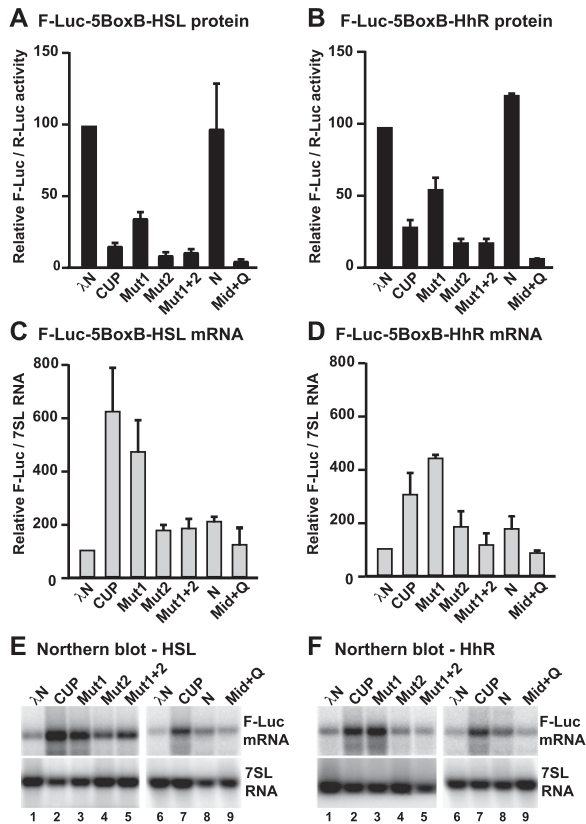 A F-Luc-5BoxB-HSL protein
Relative F-Luc / R-Luc activity
150
100
50
0
λN CUP Mut1 Mut2 Mut1+2 N Mid+Q
B F-Luc-5BoxB-HhR protein
Relative F-Luc / R-Luc activity
150
100
50
0
λN CUP Mut1 Mut2 Mut1+2 N Mid+Q
C F-Luc-5BoxB-HSL mRNA
Relative F-Luc / 7SL RNA
800
600
400
200
0
λN CUP Mut1 Mut2 Mut1+2 N Mid+Q
D F-Luc-5BoxB-HhR mRNA
Relative F-Luc / 7SL RNA
800
600
400
200
0
λN CUP Mut1 Mut2 Mut1+2 N Mid+Q
E Northern blot - HSL
λN CUP Mut1 Mut2 Mut1+2 λN CUP N Mid+Q
F-Luc
mRNA
7SL
RNA
1 2 3 4 5 6 7 8 9
F Northern blot - HhR
λN CUP Mut1 Mut2 Mut1+2 λN CUP N Mid+Q
F-Luc
mRNA
7SL
RNA
1 2 3 4 5 6 7 8 9